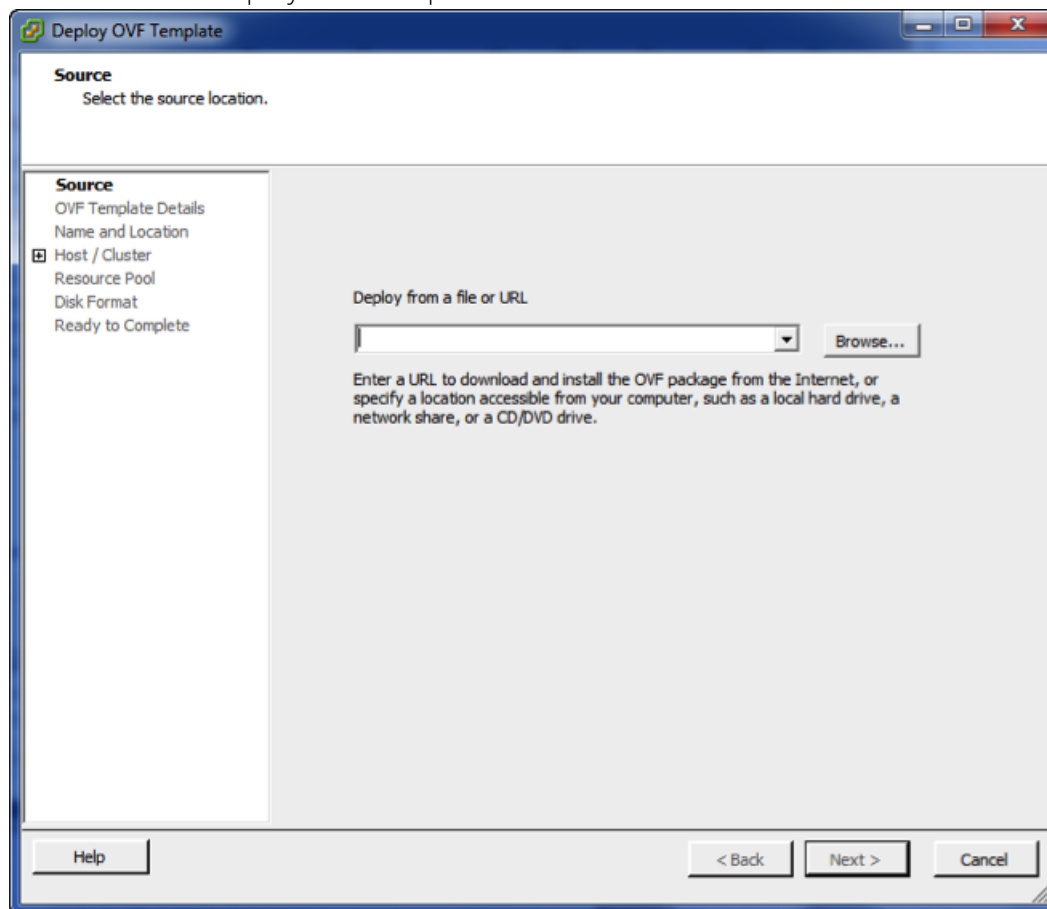 Deploy OVF Template
Source
Select the source location.
Source
OVF Template Details
Name and Location
Host / Cluster
Resource Pool
Disk Format
Ready to Complete
Deploy from a file or URL
Browse...
Enter a URL to download and install the OVF package from the Internet, or
specify a location accessible from your computer, such as a local hard drive, a
network share, or a CD/DVD drive.
Help
< Back
Next >
Cancel